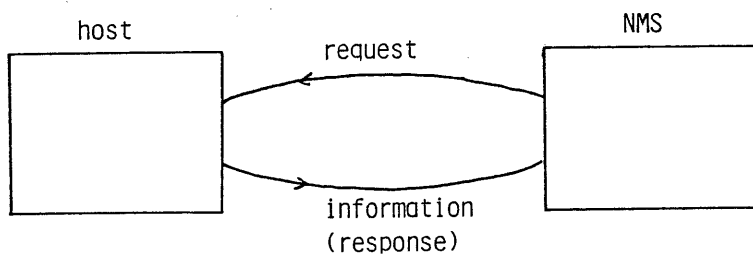 host
NMS
request
information
(response)